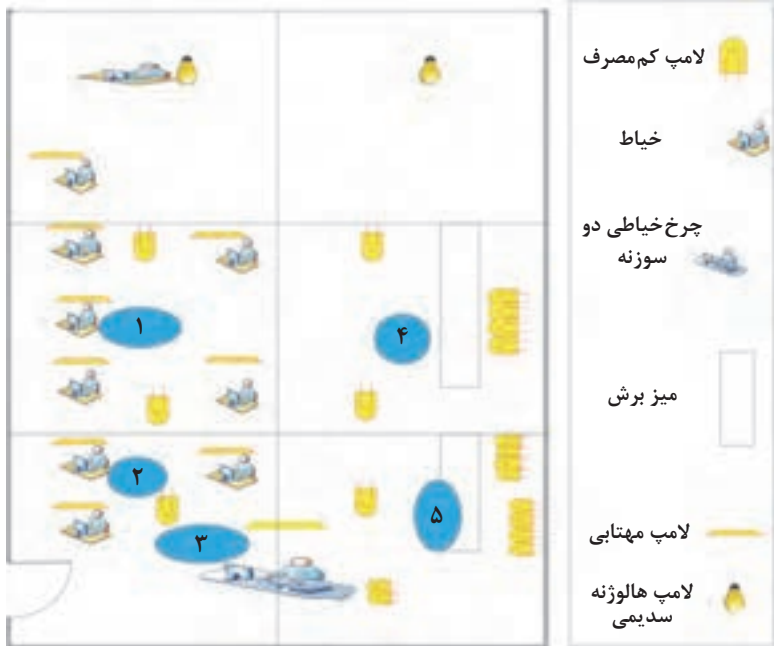 لامپ کم‌مصرف
خیاط
چرخ‌خیاطی دو
سوزنه
میز برش
لامپ مهتابی
لامپ هالوژنه
سدیمی
۱
۴
۲
۵
۳